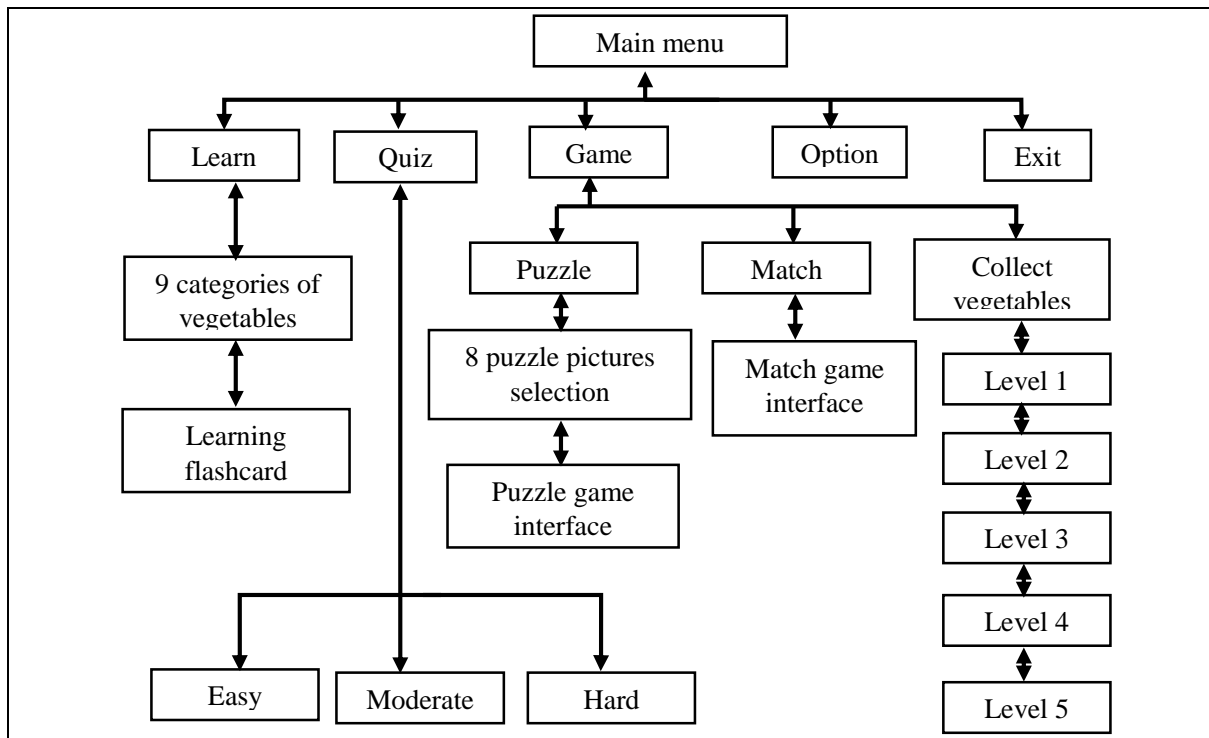 Main menu
Learn
Quiz
Game
Option
Exit
Puzzle
Match
Collect
vegetables
9 categories of
vegetables
8 puzzle pictures
selection
Match game
interface
Level 1
Learning
flashcard
Level 2
Puzzle game
interface
Level 3
Level 4
Easy
Moderate
Hard
Level 5